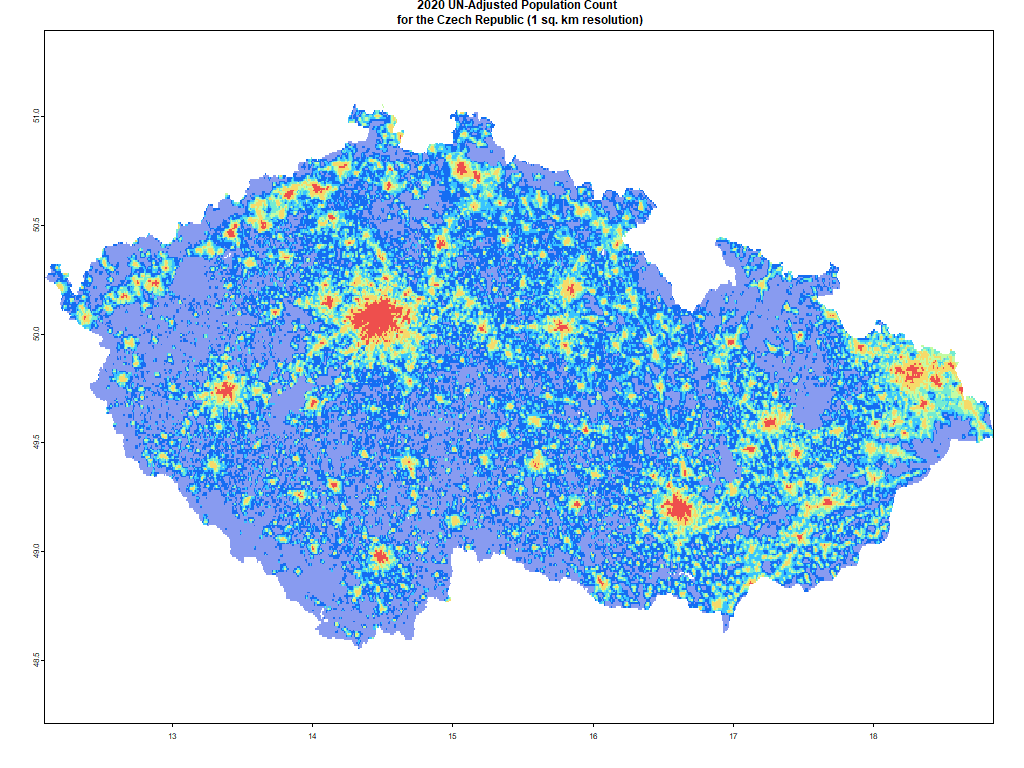 2020 UN-Adjusted Population Count
for the Czech Republic (1 sq. km resolution)
51.0
50.5
50.0
49.5
49.0
48.5
13 14 15 16 17 18